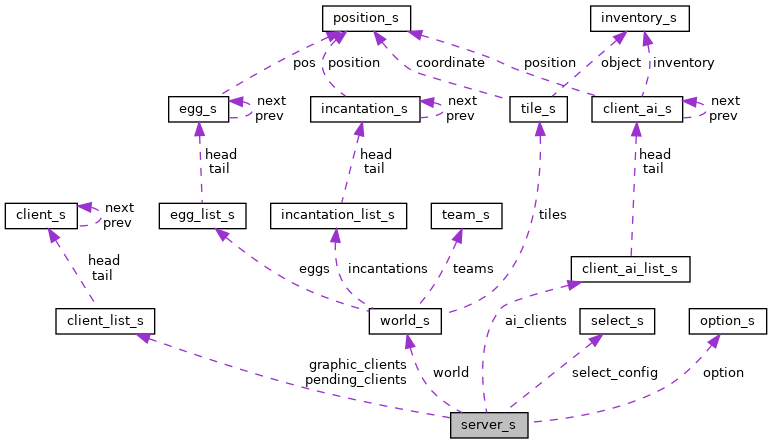 position_s
inventory_s
pos
position
coordinate
position
object
inventory
egg_s
next
prev
incantation_s
next
prev
tile_s
client_ai_s
next
prev
head
tail
head
tail
head
tail
client_s
next
prev
egg_list_s
incantation_list_s
team_s
tiles
head
tail
eggs
incantations
teams
client_ai_list_s
client_list_s
world_s
ai_clients
select_s
option_s
graphic_clients
pending_clients
world
select_config
option
server_s